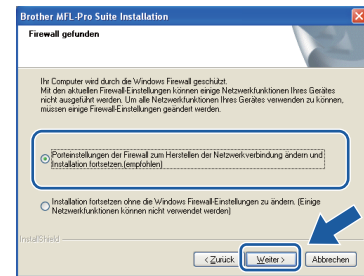 Brother MFL-Pro Suite Installation
Firewall gefunden
Ihr Computer wird durch die Windows Firewall geschützt.
Mit den aktuellen Firewall-Einstellungen können einige Netzwerkfunktionen Ihres Gerätes
nicht ausgeführt werden. Um alle Netzwerkfunktionen Ihres Gerätes verwenden zu können,
müssen einige Firewall-Einstellungen geändert werden.
Porteinstellungen der Firewall zum Herstellen der Netzwerkverbindung ändern und
Installation fortsetzen.(empfohlen)
Installation fortsetzen ohne die Windows Firewall-Einstellungen zu ändern. (Einige
Netzwerkfunktionen können nicht verwendet werden)
InstallShield
< Zurück Weiter > Abbrechen